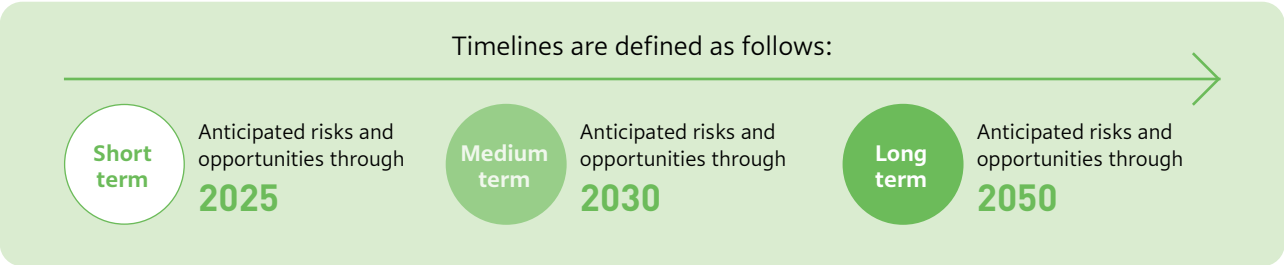 Timelines are defined as follows:
Short
term
Anticipated risks and
opportunities through
2025
Medium
term
Anticipated risks and
opportunities through
2030
Long
term
Anticipated risks and
opportunities through
2050